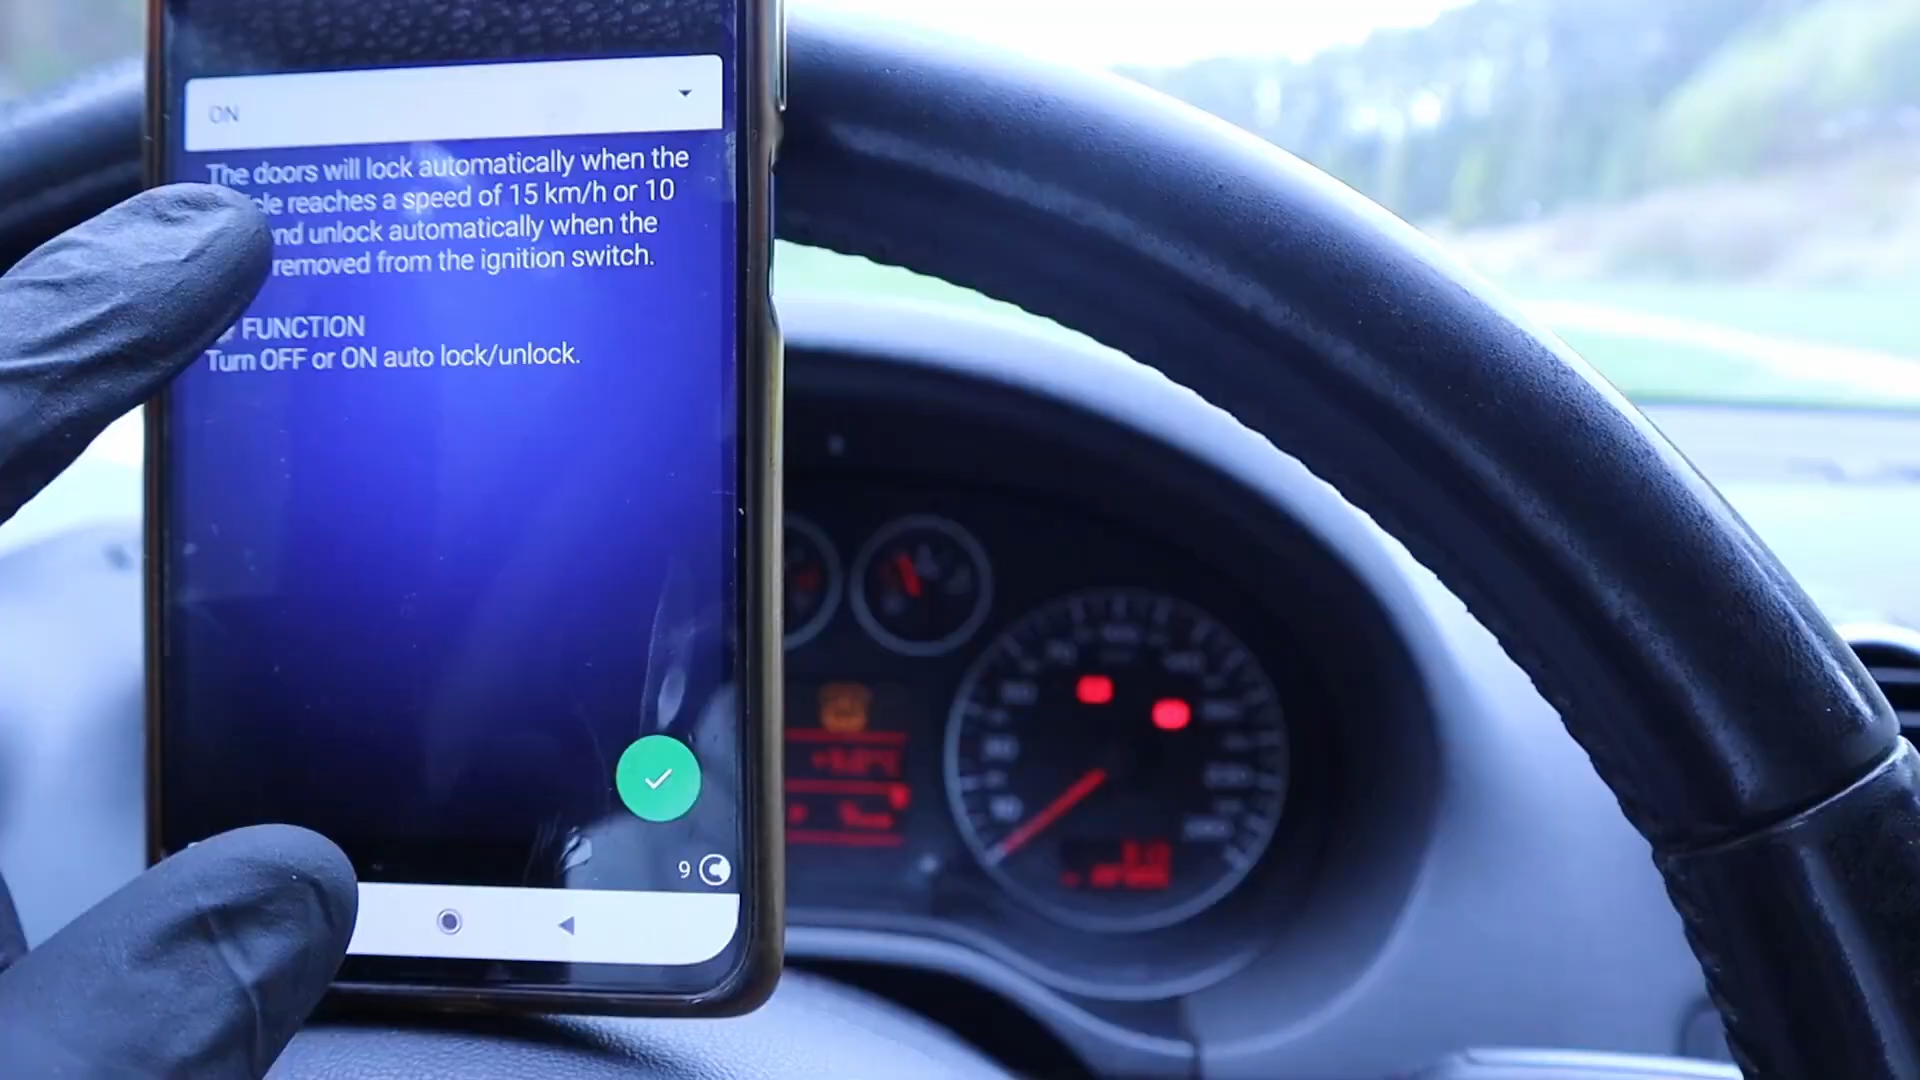 ON
The doors will lock automatically when the
reaches a speed of 15 km/h or 10
unlock automatically when the
removed from the ignition switch.
FUNCTION
Turn OFF or ON auto lock/unlock.
9